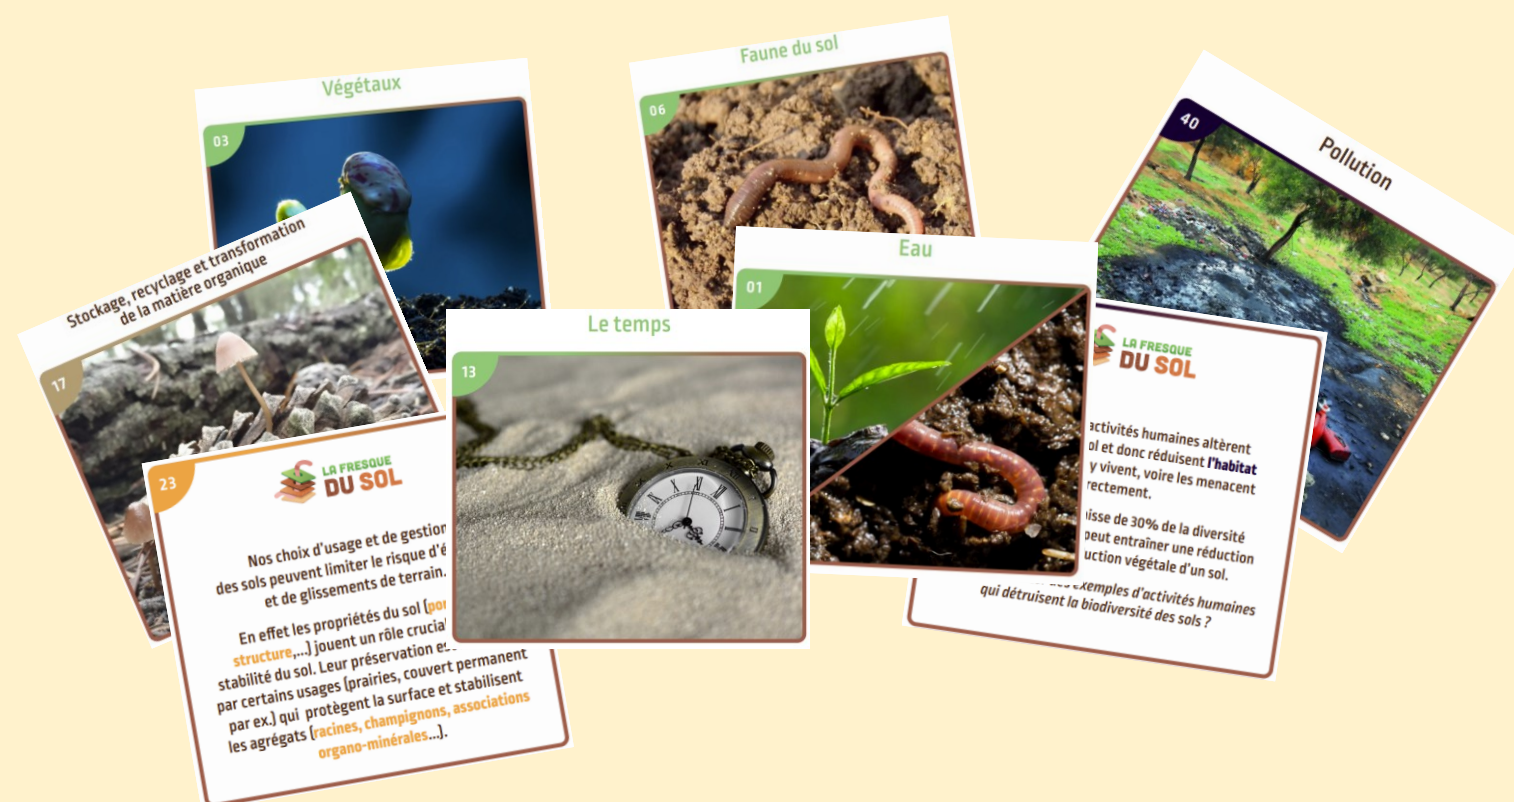 Végétaux
03
Faune du sol
06
Pollution
40
Stockage, recyclage et transformation
de la matière organique
17
Eau
01
Le temps
13
23
LA FRESQUE
DU SOL
Nos choix d'usage et de gestion
des sols peuvent limiter le risque
et de glissements de terrain.
En effet les propriétés du sol (
structure,...) jouent un rôle
stabilité du sol. Leur préservation
par certains usages (prairies, couvert permanent
par ex.) qui protègent la surface et stabilisent
les agrégats (racines, champignons, associations
organo-minérales...).
LA FRESQUE
DU SOL
activités humaines altèrent
et donc réduisent l'habitat
y vivent, voire les menacent
de 30% de la diversité
peut entraîner une réduction
végétale d'un sol.
exemples d'activités humaines
qui détruisent la biodiversité des sols ?